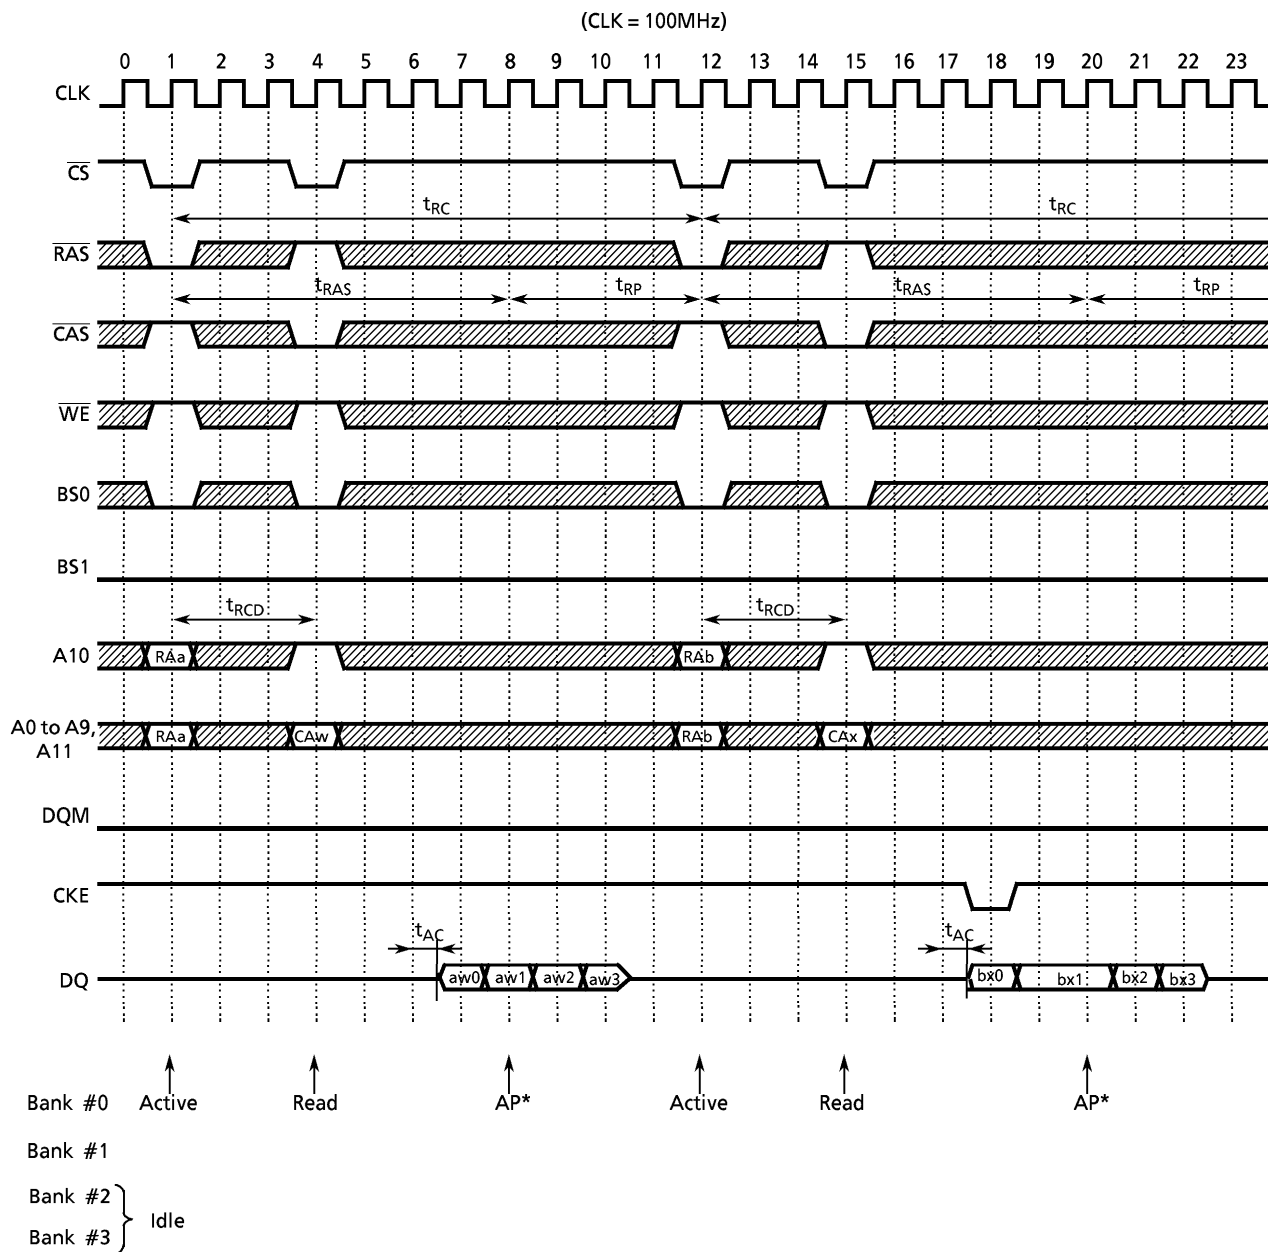 (CLK = 100MHz)
0 1 2 3 4 5 6 7 8 9 10 11 12 13 14 15 16 17 18 19 20 21 22 23
CLK
CS
tRC tRC
RAS
tRAS tRP tRAS tRP
CAS
WE
BS0
BS1
tRCD tRCD
A10 RAa RAb
A0 to A9, RAa CAw RAb CAx
A11
DQM
CKE
tAC tAC
DQ aw0 aw1 aw2 aw3 bx0 bx1 bx2 bx3
Bank #0 Active Read AP* Active Read AP*
Bank #1
Bank #2
Idle
Bank #3